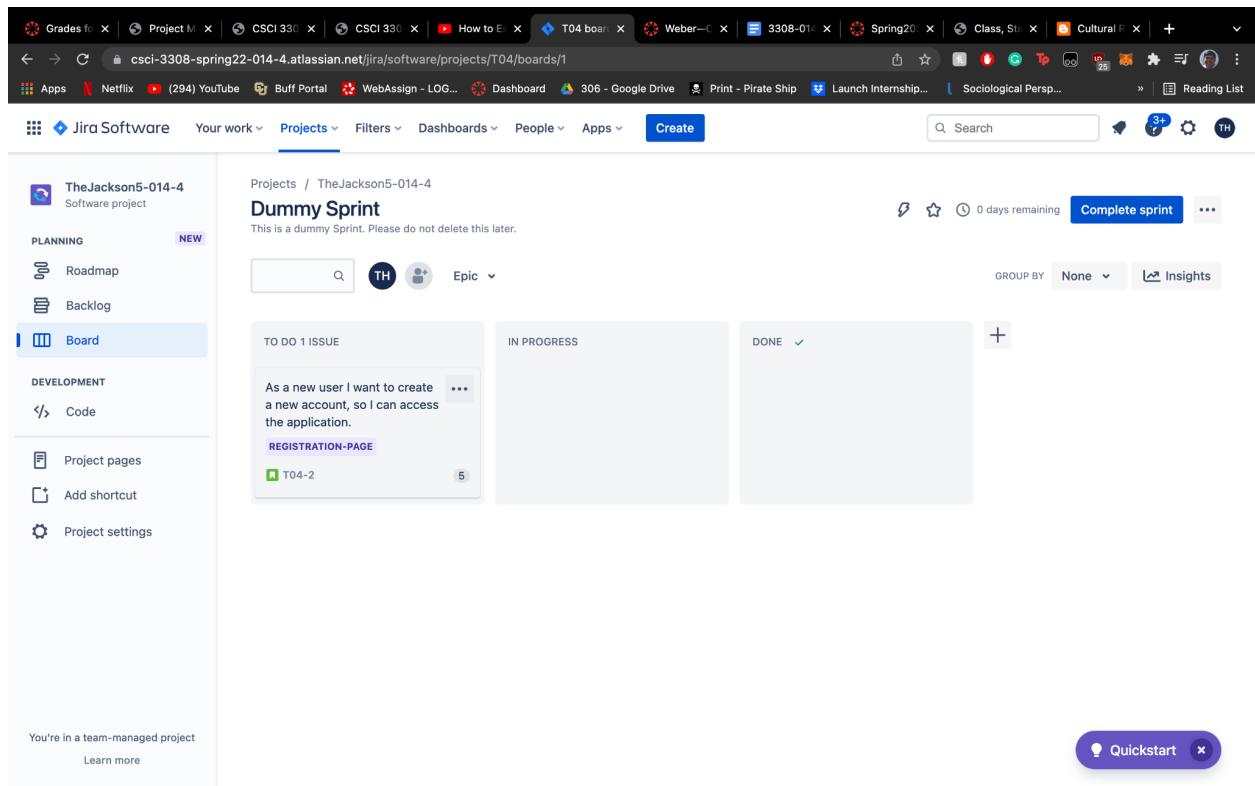 Grades fo
Project M
CSCI 330
CSCI 330
How to E
T04 board
Weber—C
3308-014
Spring20
Class, Sta
Cultural R
csci-3308-spring22-014-4.atlassian.net/jira/software/projects/T04/boards/1
25
Apps
Netflix
(294) YouTube
Buff Portal
WebAssign - LOG...
Dashboard
306 - Google Drive
Print - Pirate Ship
Launch Internship...
Sociological Persp...
»
Reading List
Jira Software
Your work
Projects
Filters
Dashboards
People
Apps
Create
Search
3+
TH
TheJackson5-014-4
Software project
PLANNING
NEW
Roadmap
Backlog
Board
DEVELOPMENT
Code
Project pages
Add shortcut
Project settings
You're in a team-managed project
Learn more
Projects / TheJackson5-014-4
Dummy Sprint
This is a dummy Sprint. Please do not delete this later.
0 days remaining
Complete sprint
TH
Epic
GROUP BY
None
Insights
TO DO 1 ISSUE
IN PROGRESS
DONE
As a new user I want to create
a new account, so I can access
the application.
REGISTRATION-PAGE
T04-2
5
Quickstart